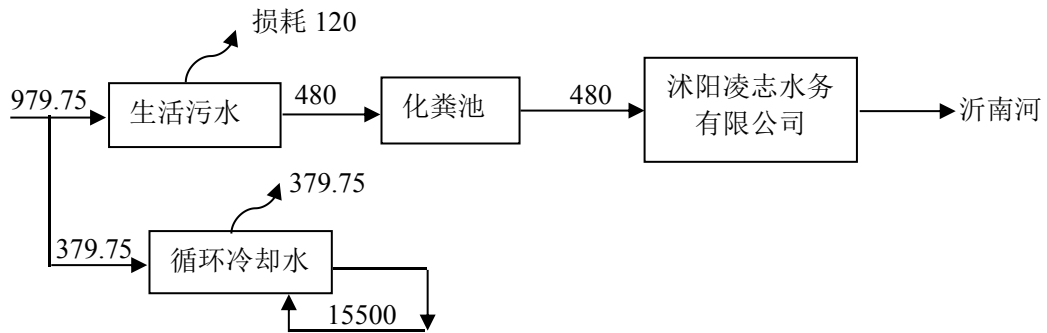 损耗 120
979.75
生活污水
480
化粪池
480
沭阳凌志水务
有限公司
沂南河
379.75
379.75
循环冷却水
15500